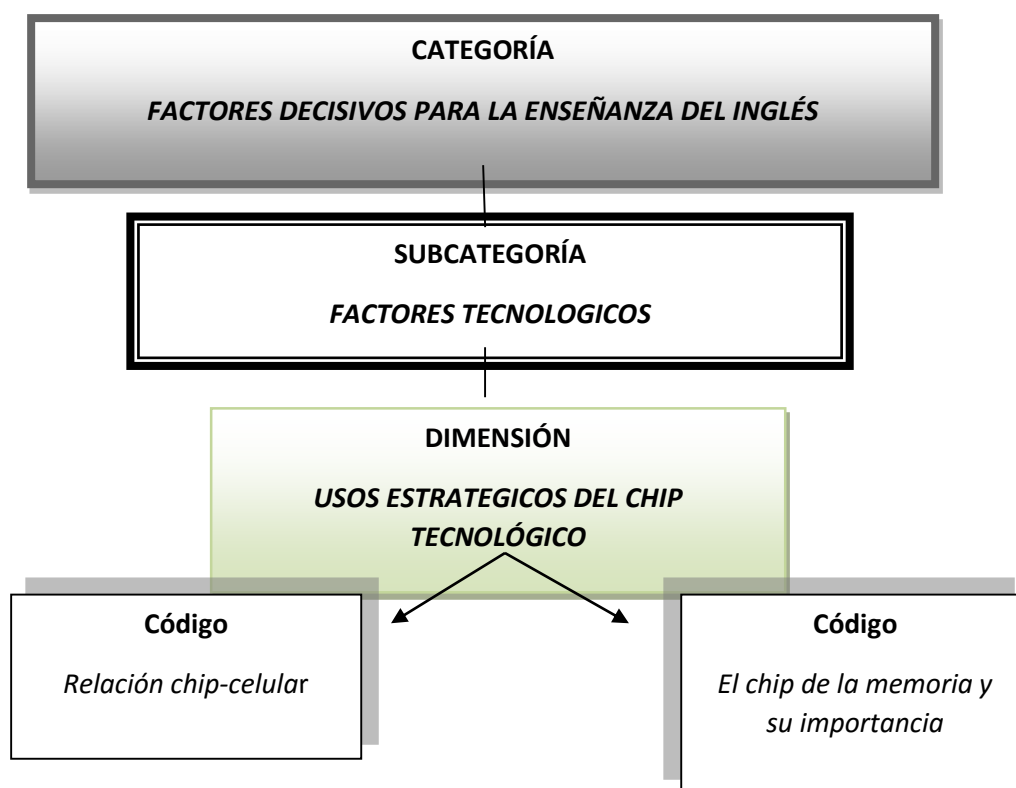 CATEGORÍA
FACTORES DECISIVOS PARA LA ENSEÑANZA DEL INGLÉS
SUBCATEGORÍA
FACTORES TECNOLOGICOS
DIMENSIÓN
USOS ESTRATEGICOS DEL CHIP
TECNOLÓGICO
Código
Relación chip-celular
Código
El chip de la memoria y
su importancia